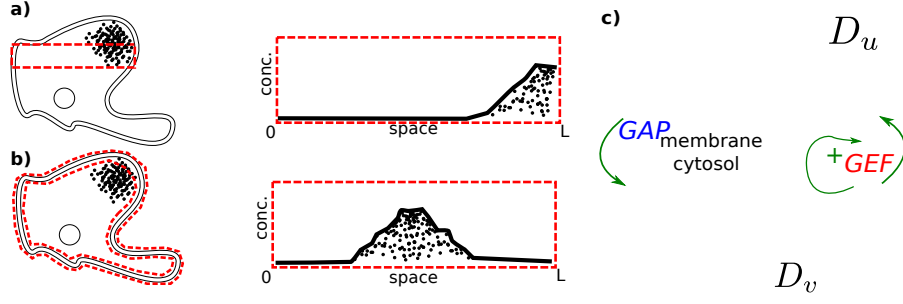 a)
conc.
0
space
L
b)
conc.
0
space
L
c)
D_u
GAP
membrane
cytosol
+
GEF
D_v